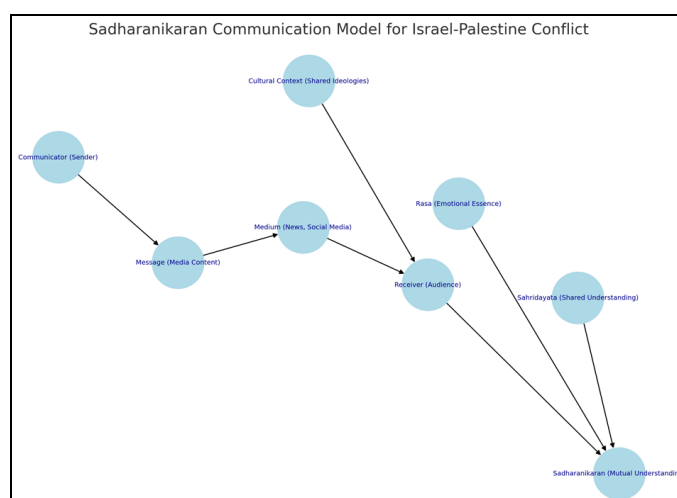 Sadharanikaran Communication Model for Israel-Palestine Conflict
Cultural Context (Shared Ideologies)
Communicator (Sender)
Rasa (Emotional Essence)
Medium (News, Social Media)
Message (Media Content)
Receiver (Audience)
Sahridayata (Shared Understanding)
Sadharanikaran (Mutual Understandin